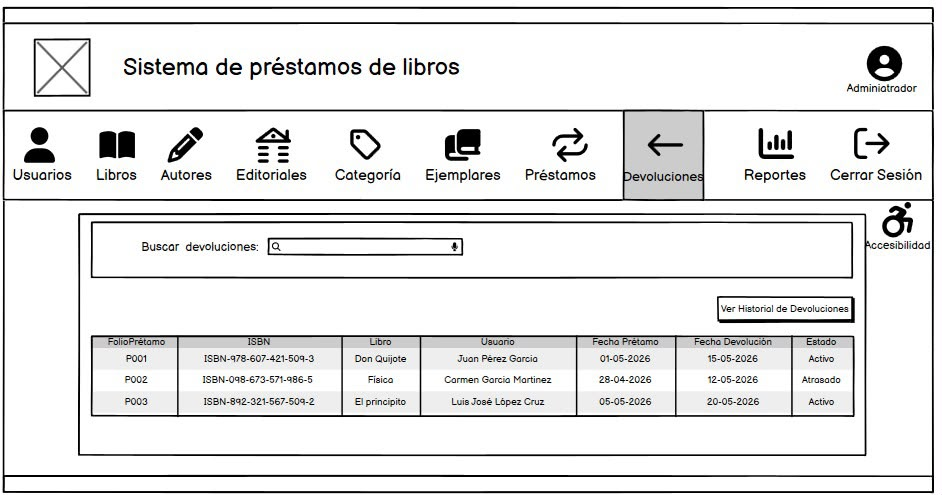 Sistema de préstamos de libros
Adminiatrador
Usuarios Libros Autores Editoriales Categoría Ejemplares Préstamos Devoluciones Reportes Cerrar Sesión
Accesibilidad
Buscar devoluciones:
Ver Historial de Devoluciones
FolioPrétamo ISBN Libro Usuario Fecha Prétamo Fecha Devolución Estado
P001 ISBN-978-607-421-509-3 Don Quijote Juan Pérez Garcia 01-05-2026 15-05-2026 Activo
P002 ISBN-098-673-571-986-5 Física Carmen Garcia Martinez 28-04-2026 12-05-2026 Atrasado
P003 ISBN-892-321-567-509-2 El principito Luis José López Cruz 05-05-2026 20-05-2026 Activo